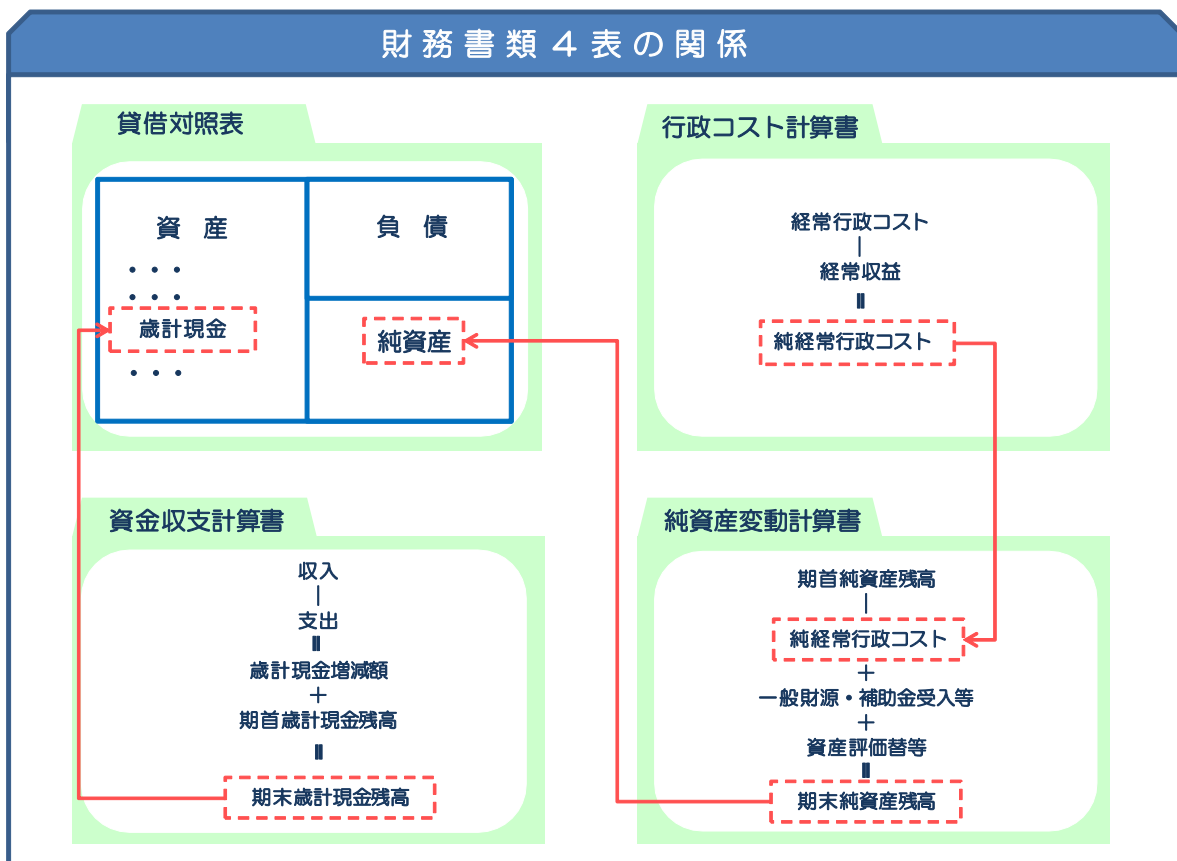 財務書類４表の関係
貸借対照表
資　産
・・・
・・・
歳計現金
・・・
負　債
純資産
行政コスト計算書
経常行政コスト
｜
経常収益
＝
純経常行政コスト
資金収支計算書
収入
｜
支出
＝
歳計現金増減額
＋
期首歳計現金残高
＝
期末歳計現金残高
純資産変動計算書
期首純資産残高
｜
純経常行政コスト
＋
一般財源・補助金受入等
＋
資産評価替等
＝
期末純資産残高